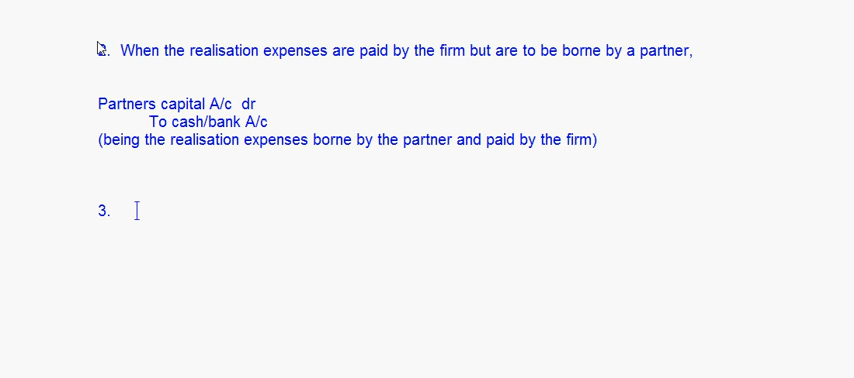 2. When the realisation expenses are paid by the firm but are to be borne by a partner,
Partners capital A/c dr
To cash/bank A/c
(being the realisation expenses borne by the partner and paid by the firm)
3.